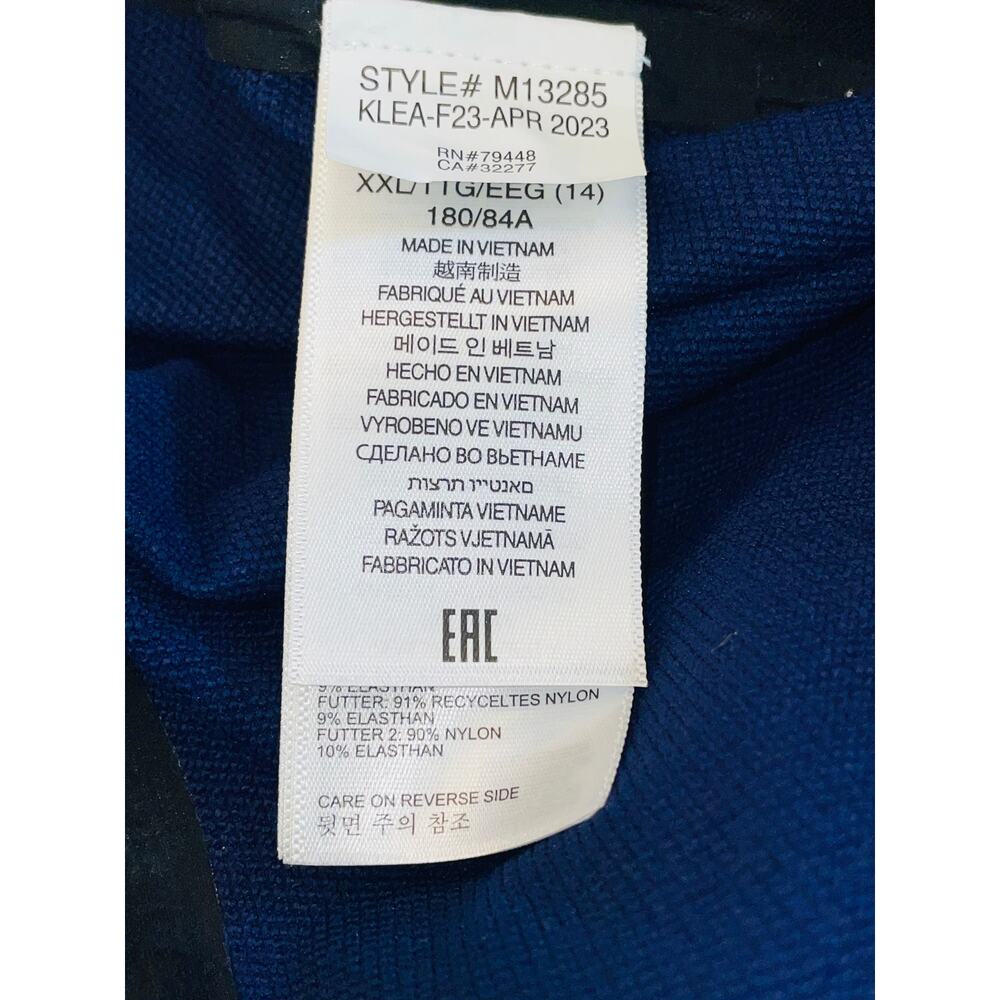 STYLE# M13285
KLEA-F23-APR 2023
RN#79448
CA#32277
XXL/TTG/EEG (14)
180/84A
MADE IN VIETNAM
越南制造
FABRIQUÉ AU VIETNAM
HERGESTELLT IN VIETNAM
메이드 인 베트남
HECHO EN VIETNAM
FABRICADO EN VIETNAM
VYROBENO VE VIETNAMU
СДЕЛАНО ВО ВЬЕТНАМЕ
PAGAMINTA VIETNAME
RAŽOTS VJETNAMĀ
FABBRICATO IN VIETNAM
EAC
9% ELASTHAN
FUTTER: 91% RECYCELTES NYLON
9% ELASTHAN
FUTTER 2: 90% NYLON
10% ELASTHAN
CARE ON REVERSE SIDE
뒷면 주의 참조